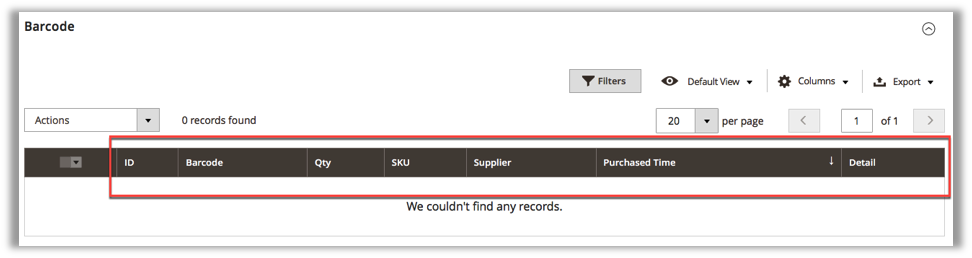 Barcode
Filters Default View Columns Export
Actions 0 records found 20 per page 1 of 1
ID Barcode Qty SKU Supplier Purchased Time ↓ Detail
We couldn't find any records.